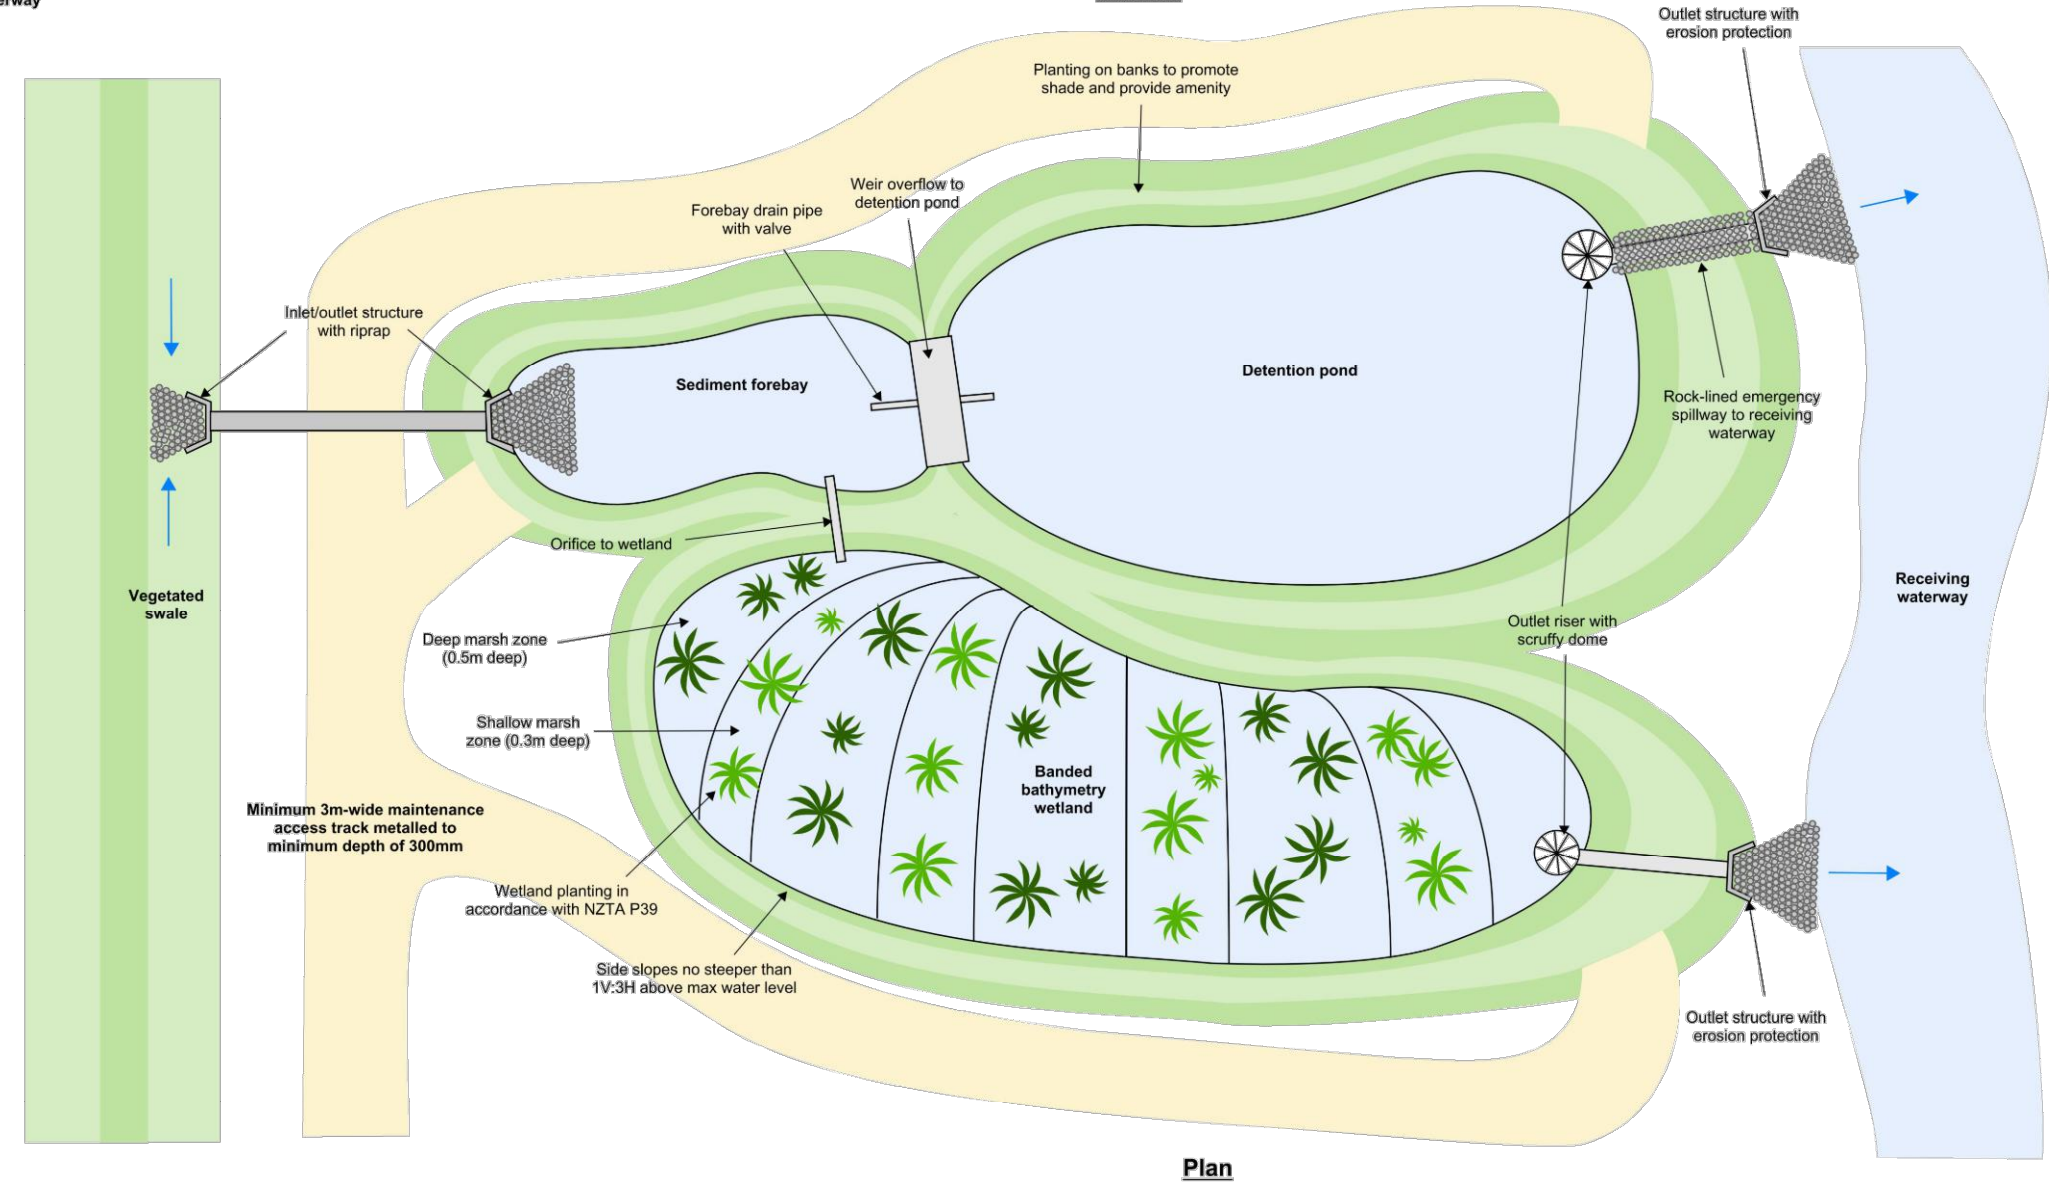 Outlet structure with
erosion protection
Planting on banks to promote
shade and provide amenity
Weir overflow to
detention pond
Forebay drain pipe
with valve
Inlet/outlet structure
with riprap
Sediment forebay
Detention pond
Rock-lined emergency
spillway to receiving
waterway
Orifice to wetland
Vegetated
swale
Receiving
waterway
Outlet riser with
scruffy dome
Deep marsh zone
(0.5m deep)
Shallow marsh
zone (0.3m deep)
Banded
bathymetry
wetland
Minimum 3m-wide maintenance
access track metalled to
minimum depth of 300mm
Wetland planting in
accordance with NZTA P39
Side slopes no steeper than
1V:3H above max water level
Outlet structure with
erosion protection
Plan